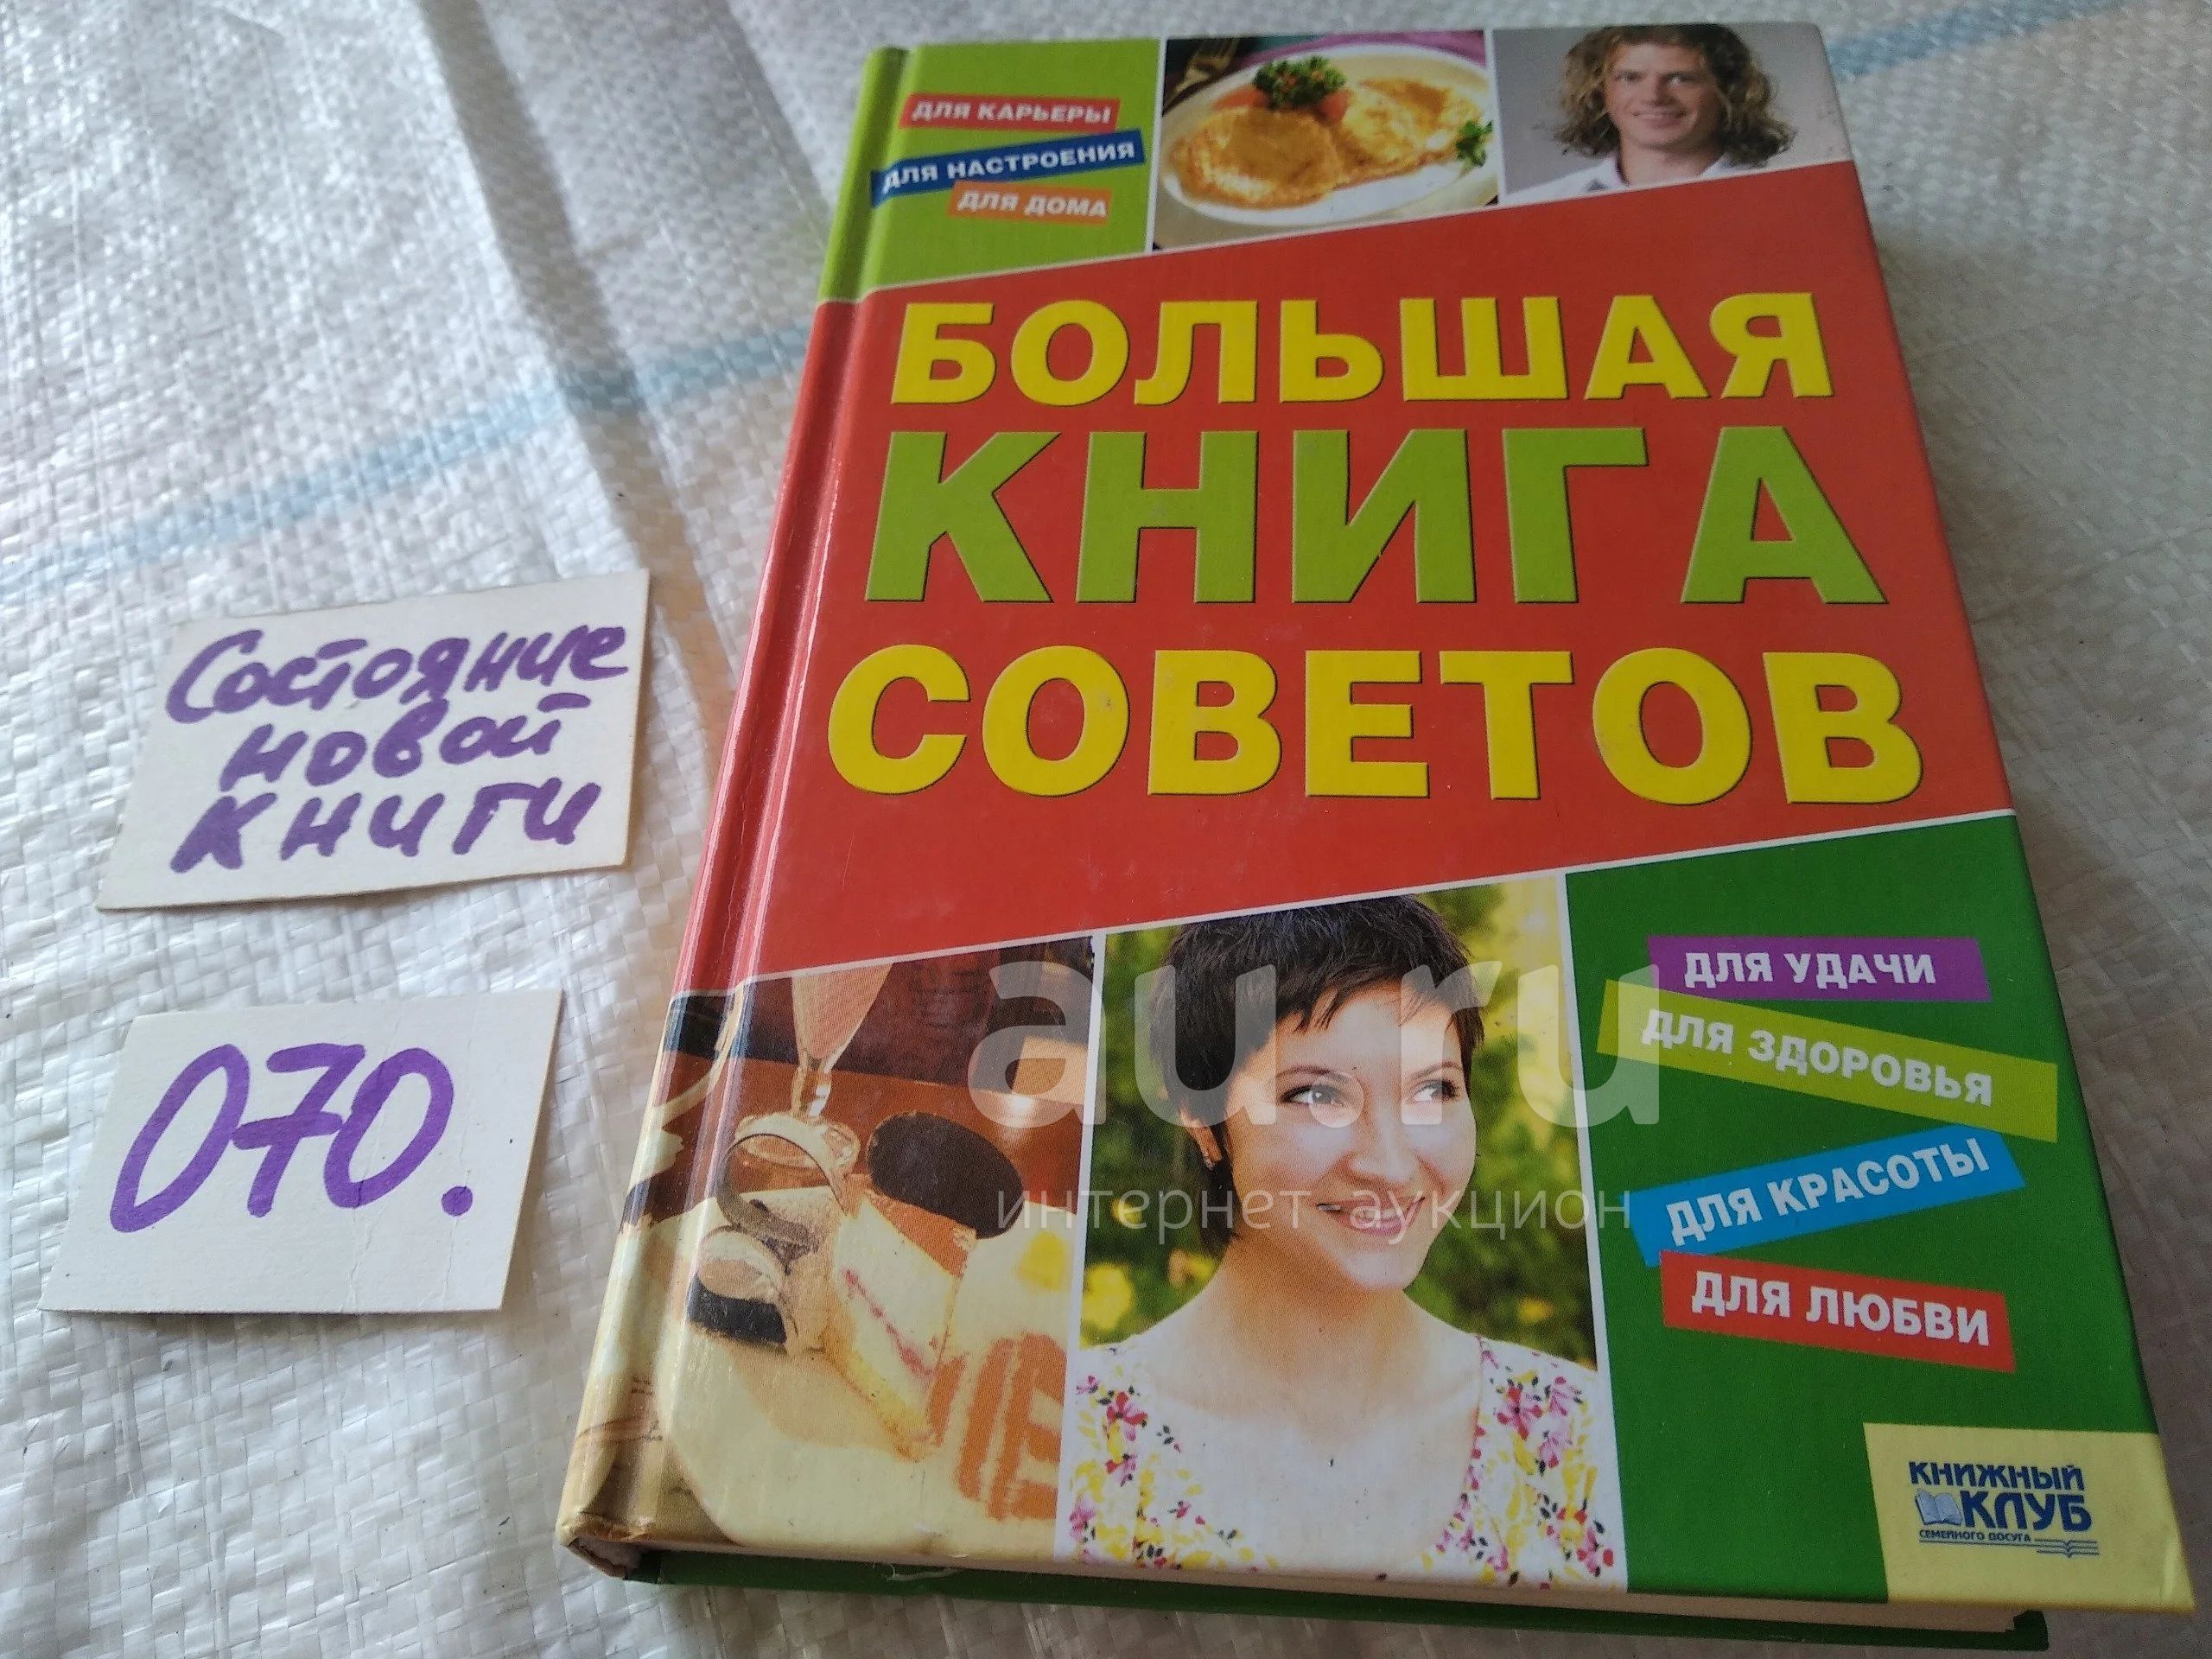 ДЛЯ КАРЬЕРЫ
ДЛЯ НАСТРОЕНИЯ
ДЛЯ ДОМА
БОЛЬШАЯ
КНИГА
СОВЕТОВ
Состояние
новой
книги
070.
ДЛЯ УДАЧИ
ДЛЯ ЗДОРОВЬЯ
ДЛЯ КРАСОТЫ
ДЛЯ ЛЮБВИ
au.ru
интернет аукцион
КНИЖНЫЙ
КЛУБ
СЕМЕЙНОГО ДОСУГА